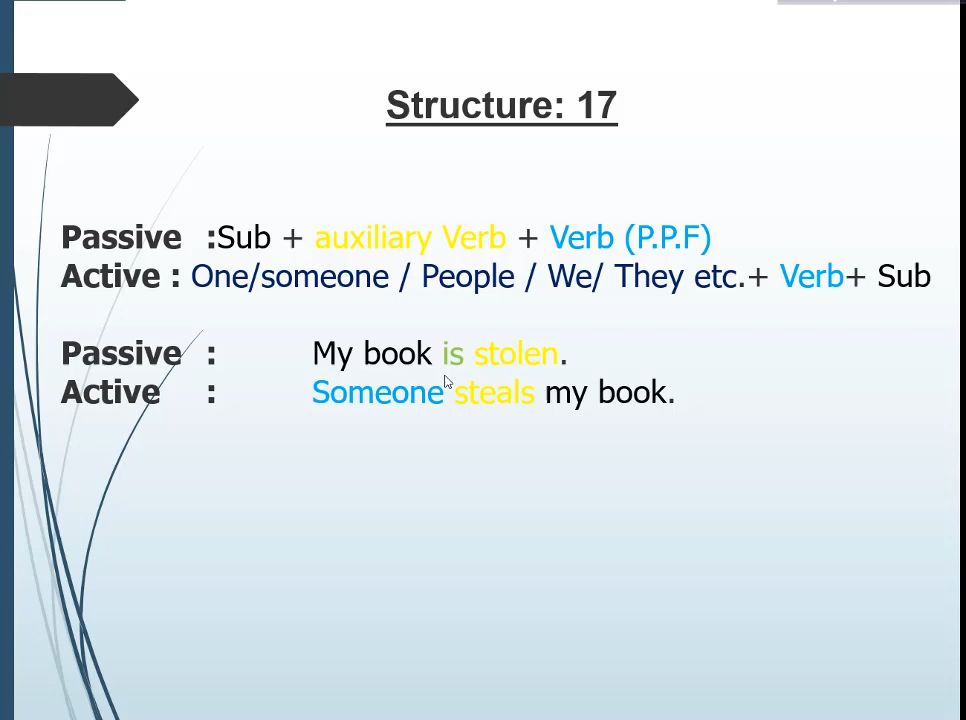 Structure: 17
Passive :Sub + auxiliary Verb + Verb (P.P.F)
Active : One/someone / People / We/ They etc.+ Verb+ Sub
Passive : My book is stolen.
Active : Someone steals my book.